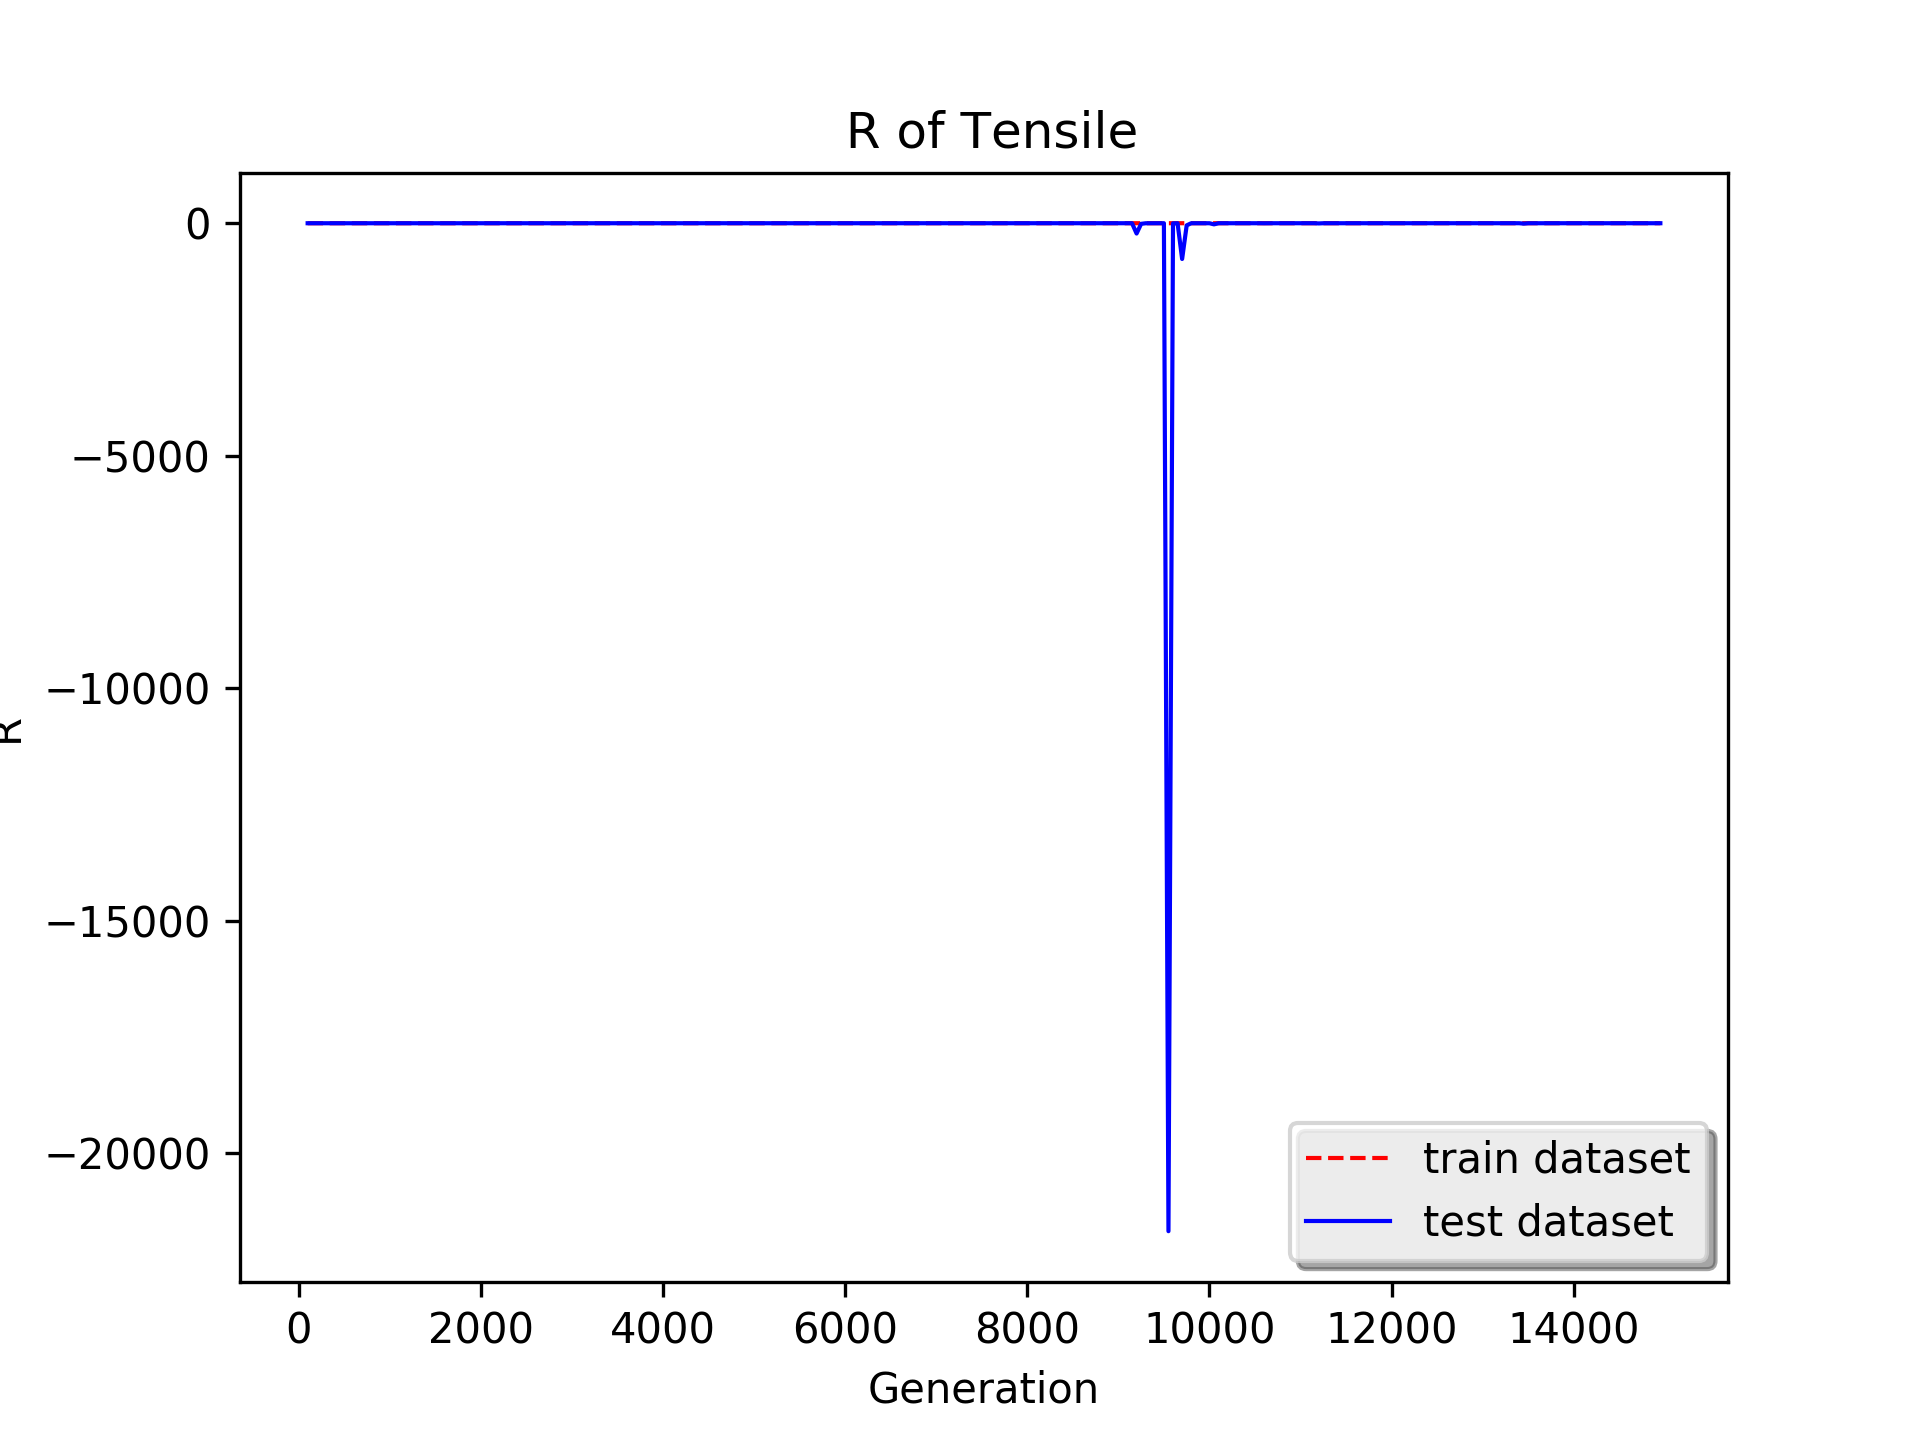 R of Tensile
0
−5000
−10000
−15000
−20000
R
0 2000 4000 6000 8000 10000 12000 14000
Generation
train dataset
test dataset